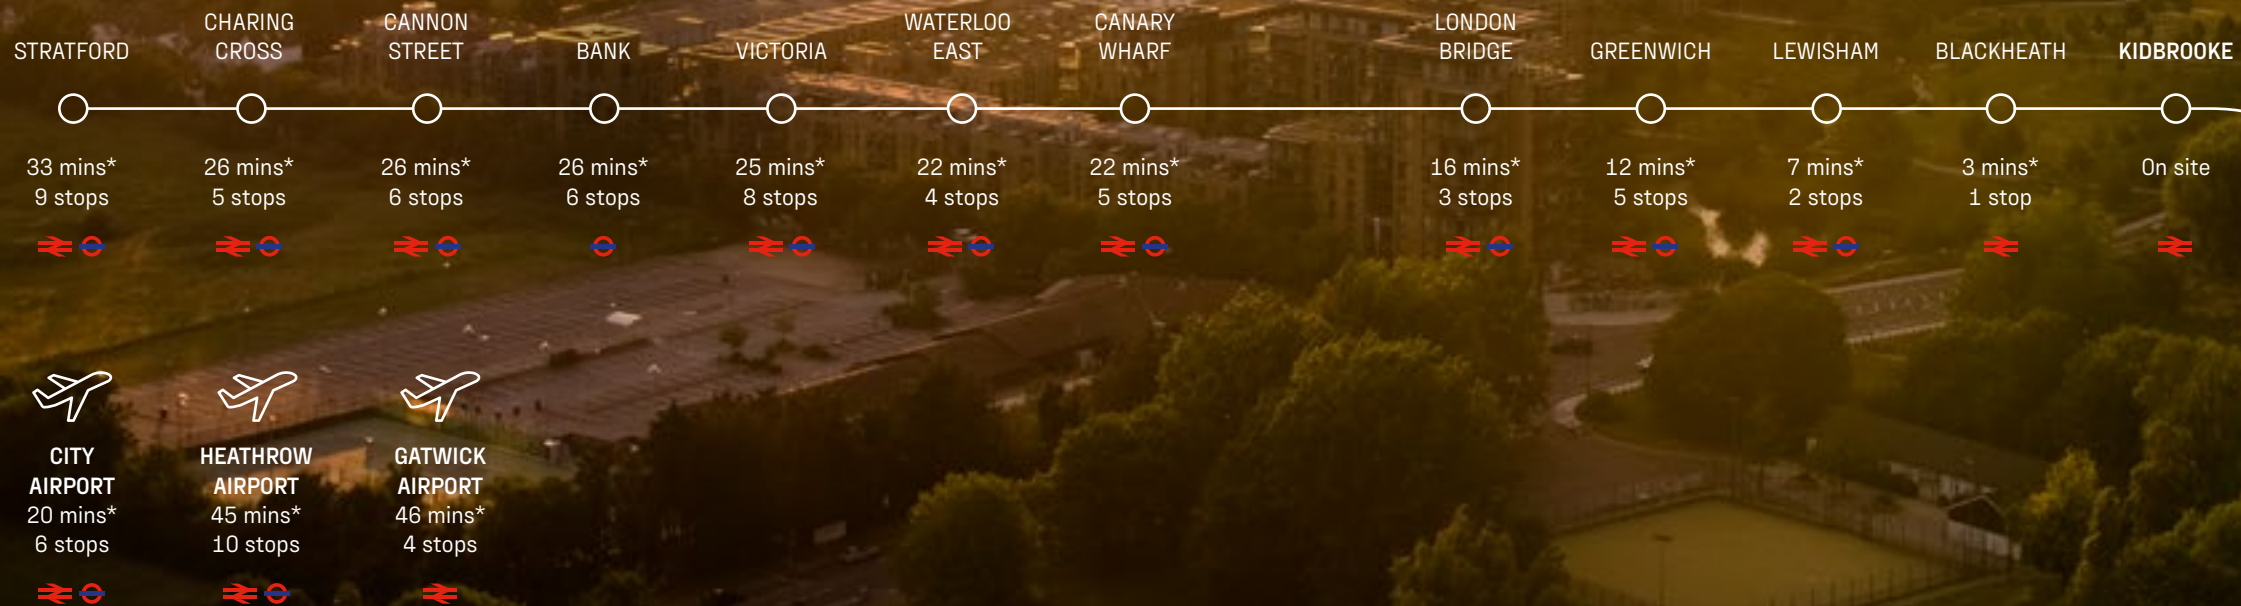 STRATFORD
CHARING
CROSS
CANNON
STREET
BANK
VICTORIA
WATERLOO
EAST
CANARY
WHARF
LONDON
BRIDGE
GREENWICH
LEWISHAM
BLACKHEATH
KIDBROOKE
33 mins*
9 stops
26 mins*
5 stops
26 mins*
6 stops
26 mins*
6 stops
25 mins*
8 stops
22 mins*
4 stops
22 mins*
5 stops
16 mins*
3 stops
12 mins*
5 stops
7 mins*
2 stops
3 mins*
1 stop
On site
CITY
AIRPORT
20 mins*
6 stops
HEATHROW
AIRPORT
45 mins*
10 stops
GATWICK
AIRPORT
46 mins*
4 stops